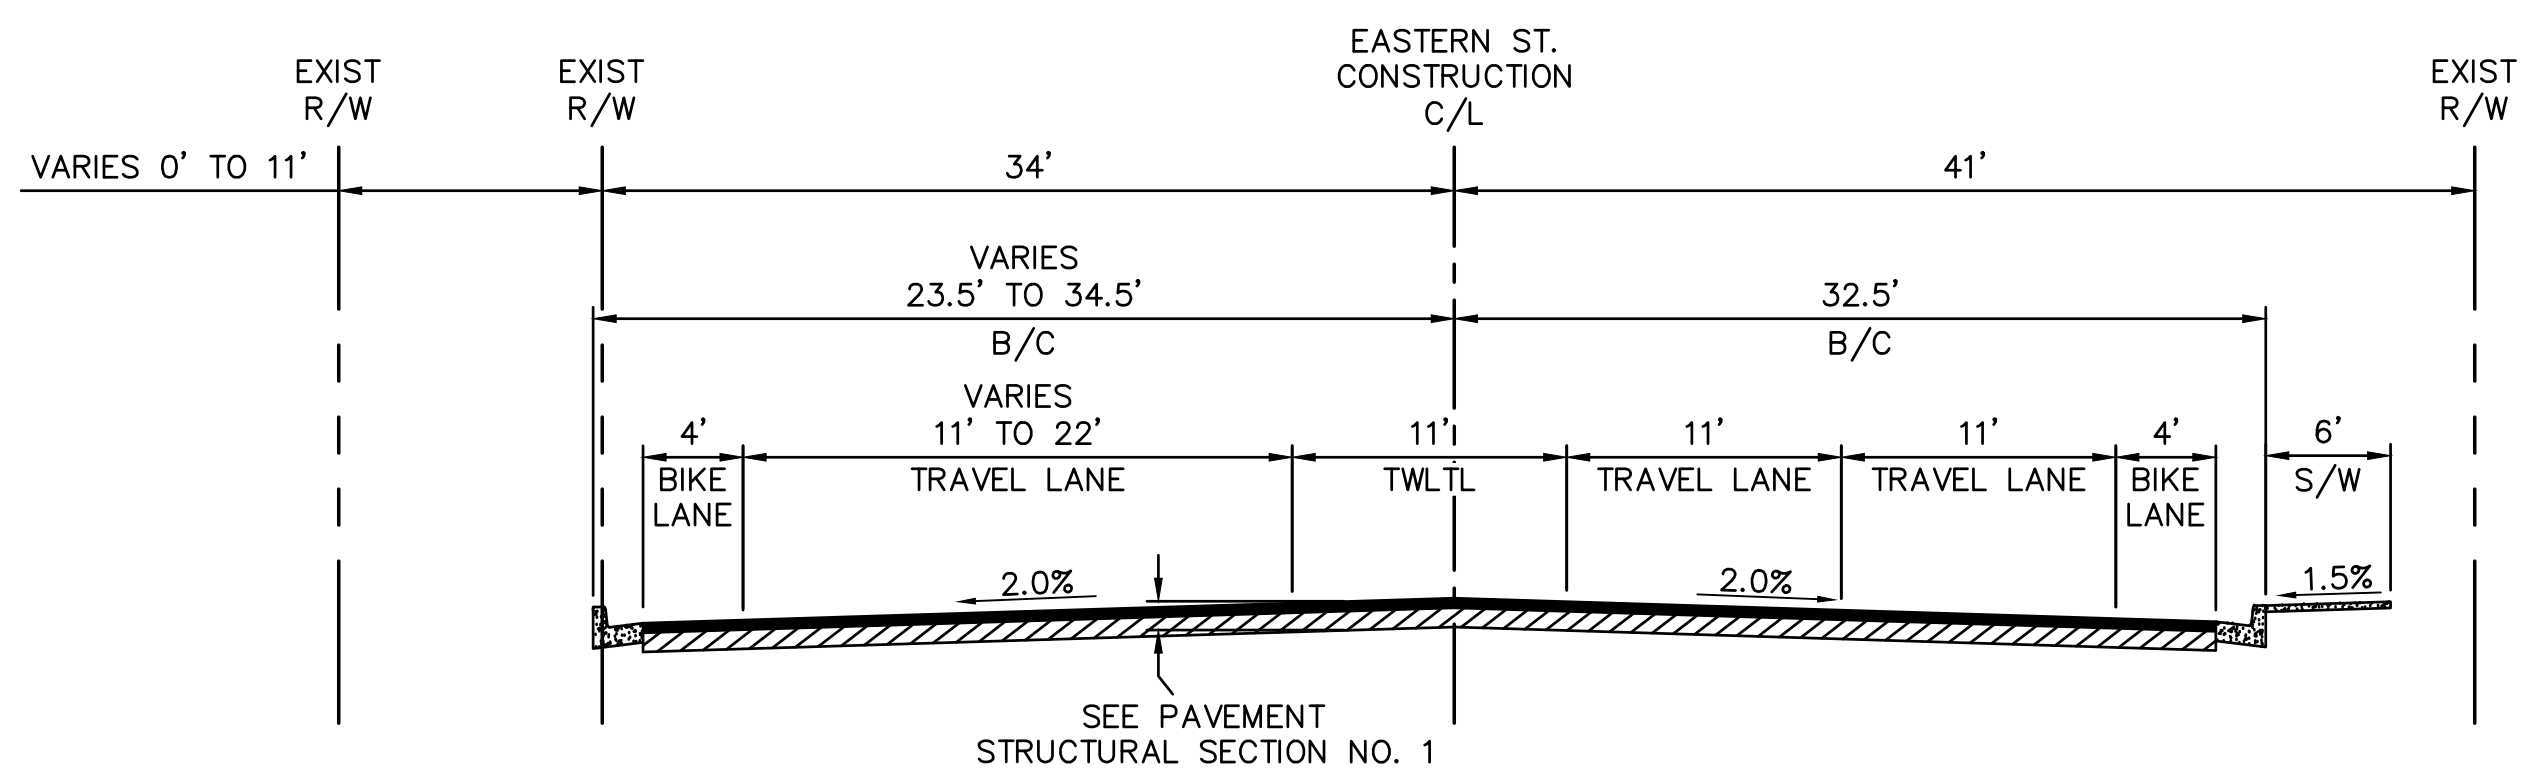 EASTERN ST.
CONSTRUCTION
C/L
EXIST
R/W
EXIST
R/W
EXIST
R/W
VARIES 0' TO 11'
34'
41'
VARIES
23.5' TO 34.5'
B/C
32.5'
B/C
VARIES
4'
11' TO 22'
11'
11'
11'
4'
6'
BIKE
LANE
TRAVEL LANE
TWLTL
TRAVEL LANE
TRAVEL LANE
BIKE
LANE
S/W
2.0%
2.0%
1.5%
SEE PAVEMENT
STRUCTURAL SECTION NO. 1